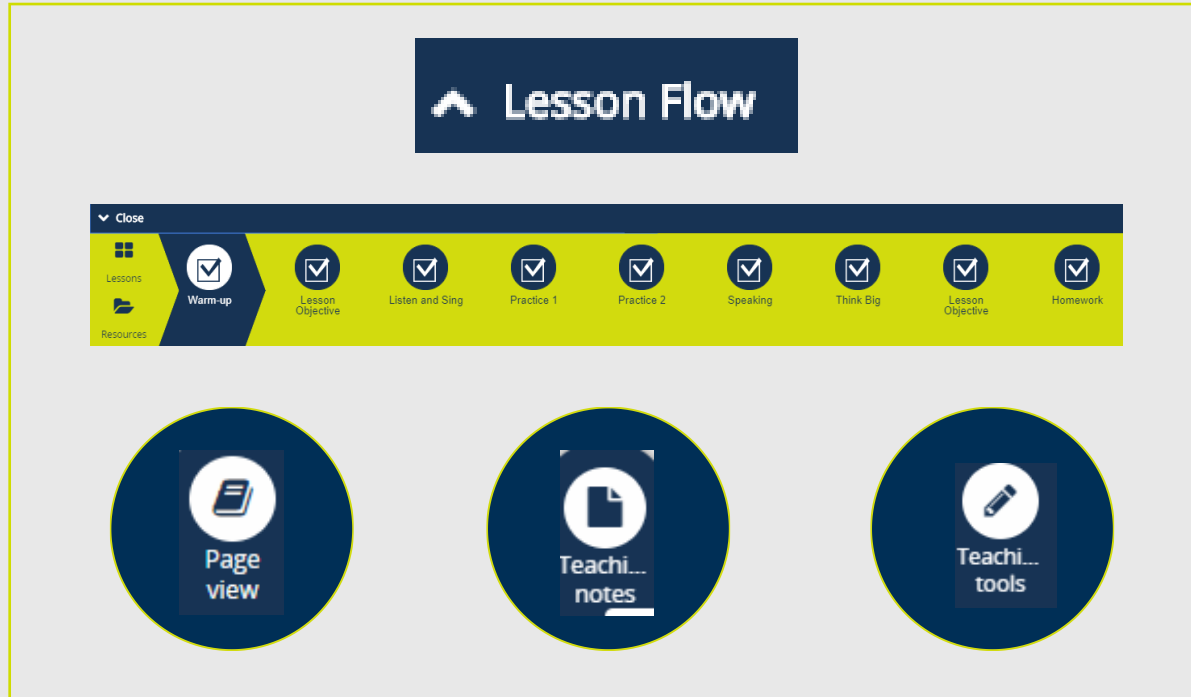 Lesson Flow
Close
Lessons
Resources
Warm-up
Lesson
Objective
Listen and Sing
Practice 1
Practice 2
Speaking
Think Big
Lesson
Objective
Homework
Page
view
Teachi...
notes
Teachi...
tools